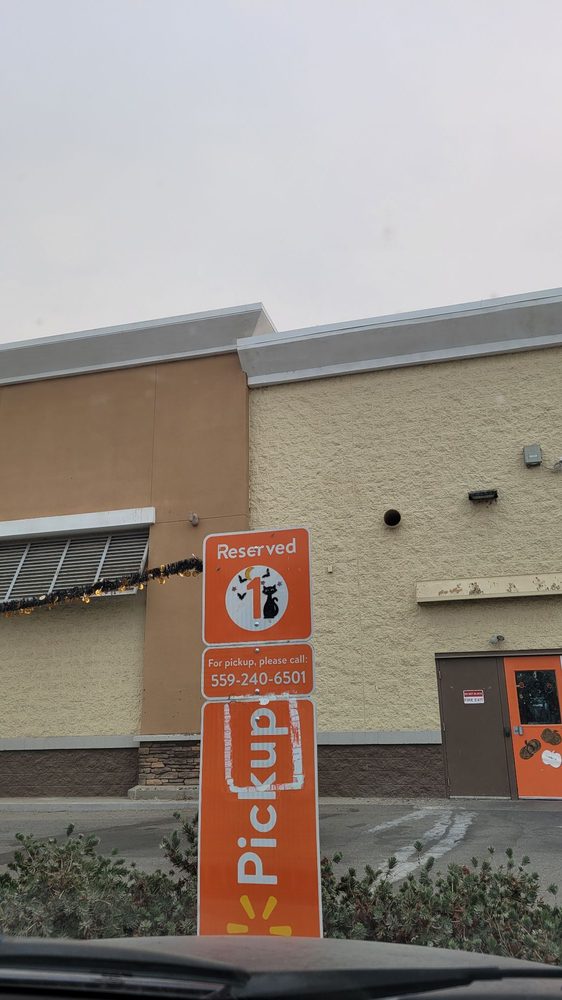 Reserved
1
For pickup, please call:
559-240-6501
Pickup
FIRE EXIT